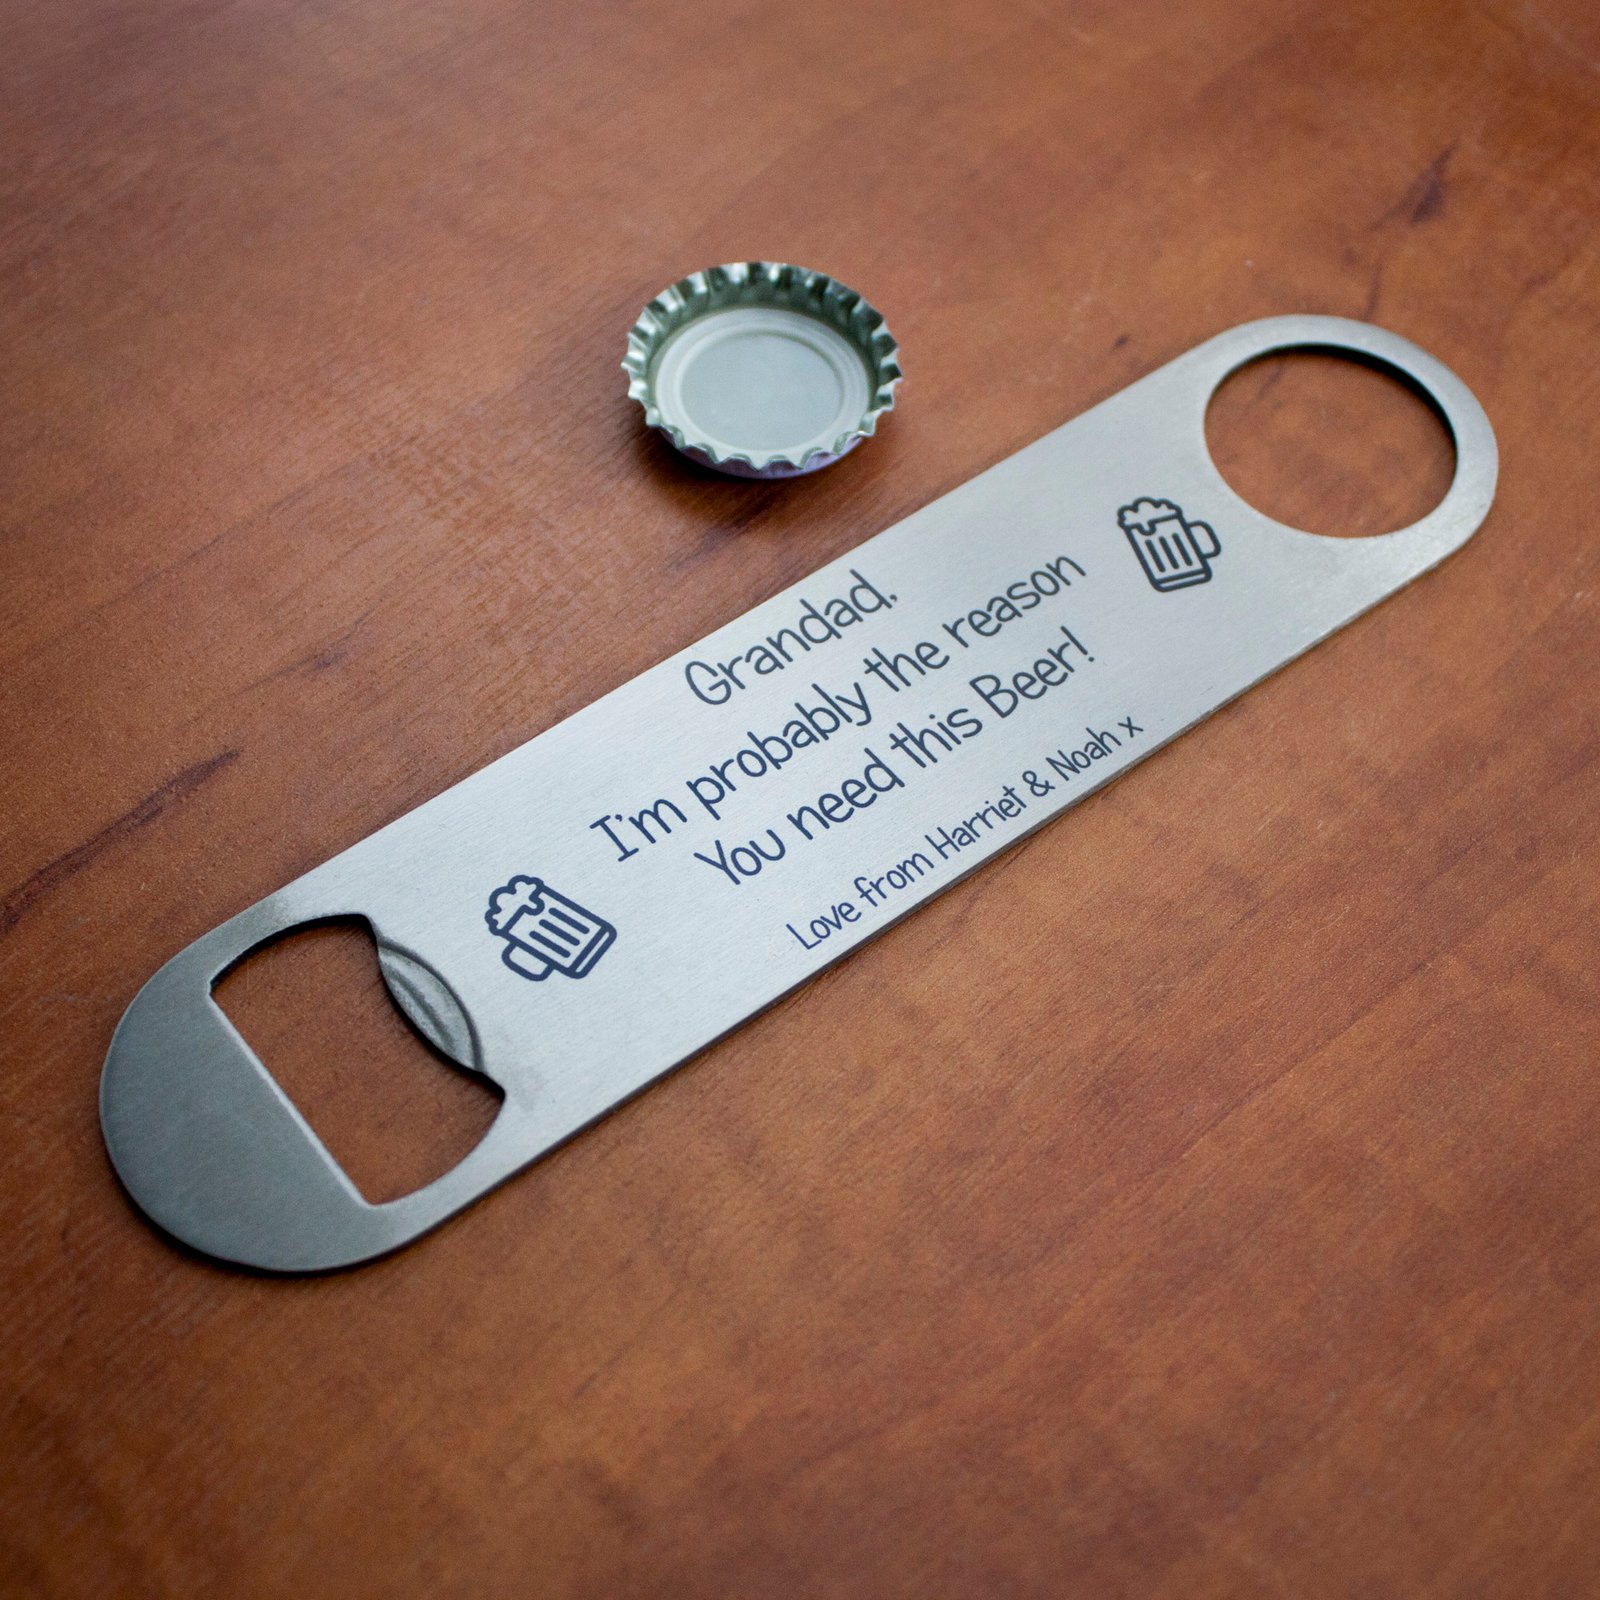 Grandad,
I'm probably the reason
You need this Beer!
Love from Harriet & Noah x